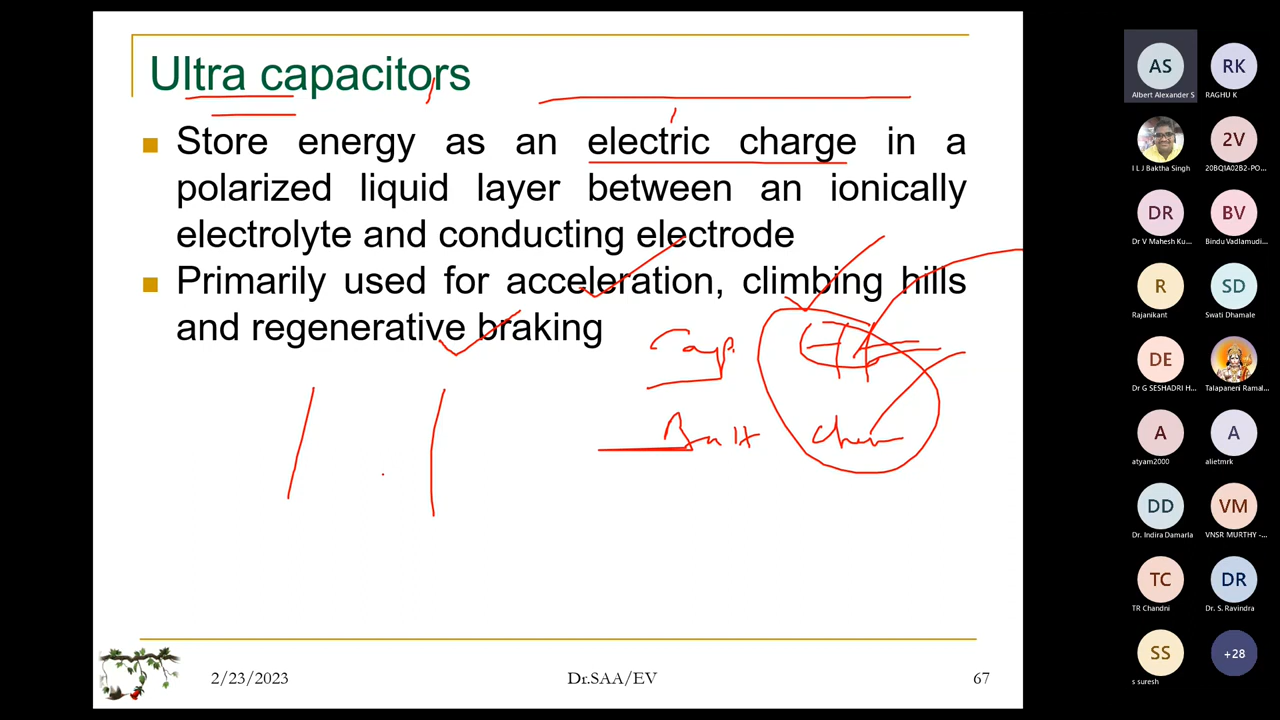 Ultra capacitors
Store energy as an electric charge in a
polarized liquid layer between an ionically
electrolyte and conducting electrode
Primarily used for acceleration, climbing hills
and regenerative braking
Cap.
Batt
2/23/2023
Dr.SAA/EV
67
AS
Albert Alexander S
RK
RAGHU K
I L J Baktha Singh
2V
20BQ1A02B2-PO...
DR
Dr V Mahesh Ku...
BV
Bindu Vadlamudi...
R
Rajanikant
SD
Swati Dhamale
DE
Dr G SESHADRI H...
Talapaneni Ramal...
A
atyam2000
A
alietmrk
DD
Dr. Indira Damarla
VM
VNSR MURTHY -...
TC
TR Chandni
DR
Dr. S. Ravindra
SS
s suresh
+28